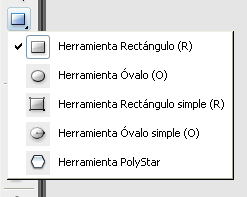 Herramienta Rectángulo (R)
Herramienta Óvalo (O)
Herramienta Rectángulo simple (R)
Herramienta Óvalo simple (O)
Herramienta PolyStar